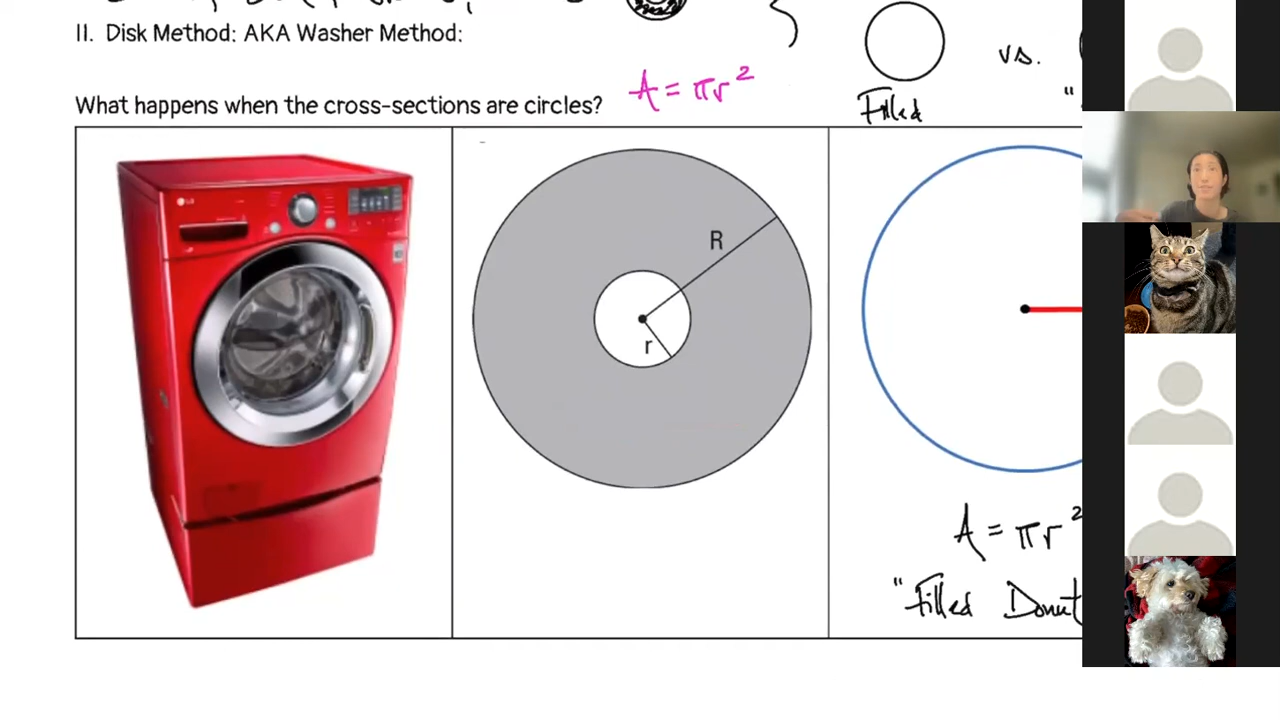 II. Disk Method: AKA Washer Method:
vs.
A = πr²
What happens when the cross-sections are circles?
Filled
"
LG
R
r
A = πr²
"Filled Donut